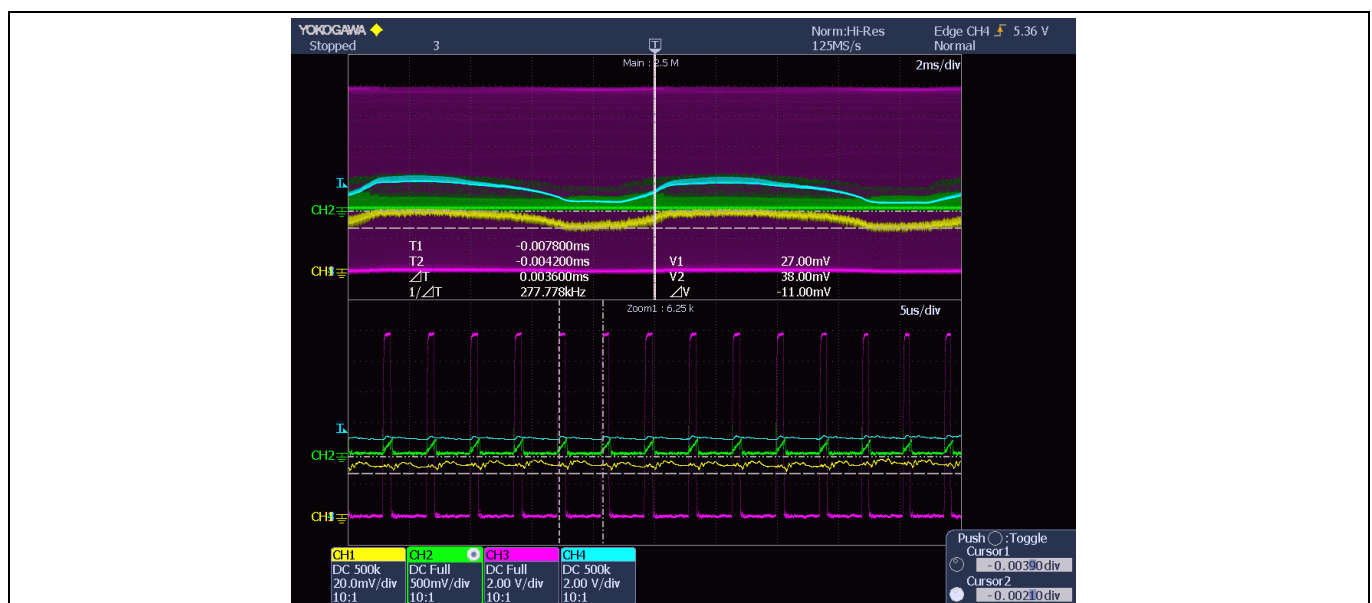 YOKOGAWA
Stopped 3 T Norm:Hi-Res Edge CH4 5.36 V
125MS/s Normal
Main : 2.5 M 2ms/div
CH2
T1 -0.007800ms
T2 -0.004200ms V1 27.00mV
⊿T 0.003600ms V2 38.00mV
1/⊿T 277.778kHz ⊿V -11.00mV
Zoom1 : 6.25 k 5us/div
CH2
Push :Toggle
Cursor1
-0.00390div
Cursor2
-0.00210div
CH1 CH2 CH3 CH4
DC 500k DC Full DC Full DC 500k
20.0mV/div 500mV/div 2.00 V/div 2.00 V/div
10:1 10:1 10:1 10:1